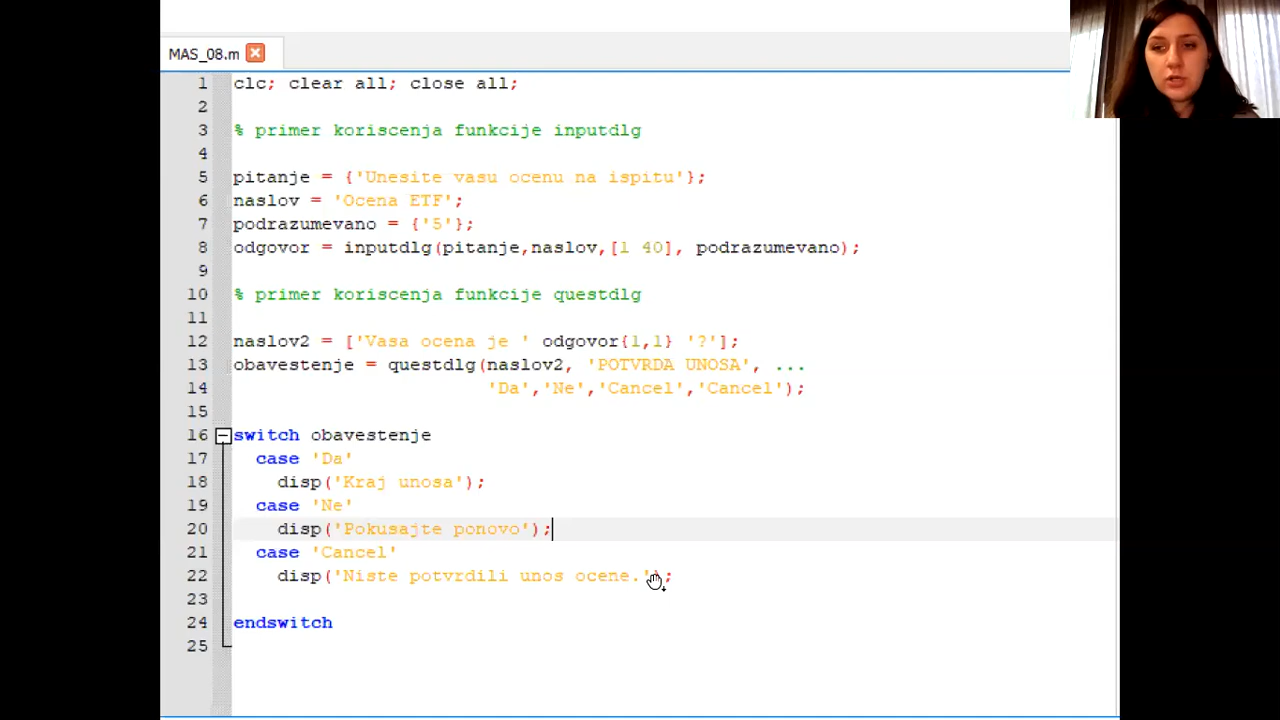 MAS_08.m
1 clc; clear all; close all;
2
3 % primer koriscenja funkcije inputdlg
4
5 pitanje = {'Unesite vasu ocenu na ispitu'};
6 naslov = 'Ocena ETF';
7 podrazumevano = {'5'};
8 odgovor = inputdlg(pitanje,naslov,[1 40], podrazumevano);
9
10 % primer koriscenja funkcije questdlg
11
12 naslov2 = ['Vasa ocena je ' odgovor{1,1} '?'];
13 obavestenje = questdlg(naslov2, 'POTVRDA UNOSA', ...
14 'Da','Ne','Cancel','Cancel');
15
16 switch obavestenje
17 case 'Da'
18 disp('Kraj unosa');
19 case 'Ne'
20 disp('Pokusajte ponovo');
21 case 'Cancel'
22 disp('Niste potvrdili unos ocene.');
23
24 endswitch
25